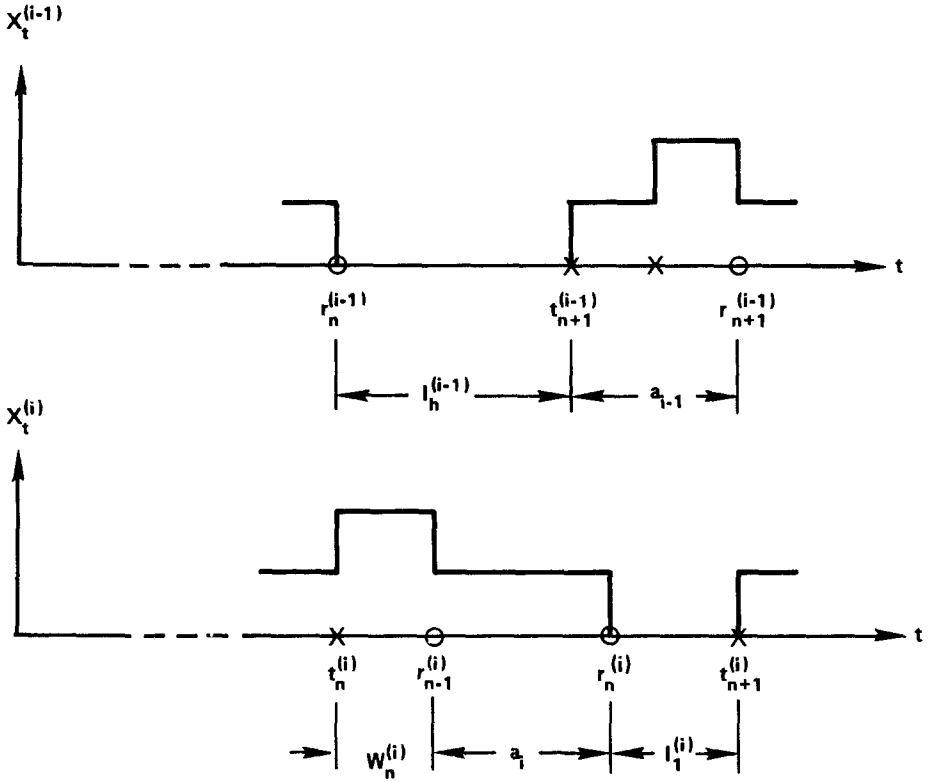 X_t^(i-1)
t
r_n^(i-1) t_{n+1}^(i-1) r_{n+1}^(i-1)
I_h^(i-1) a_{i-1}
X_t^(i)
t
t_n^(i) r_{n-1}^(i) r_n^(i) t_{n+1}^(i)
W_n^(i) a_i I_1^(i)